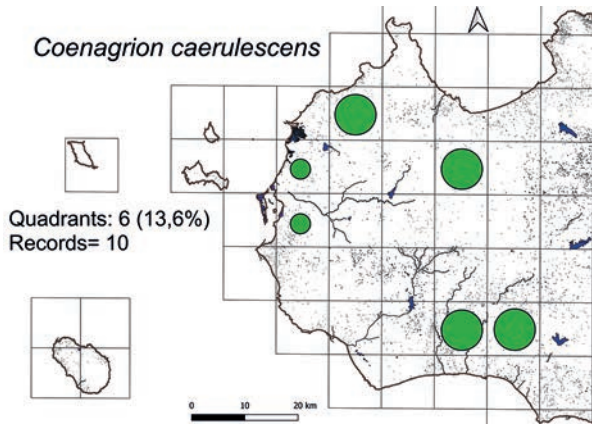 Coenagrion caerulescens
Quadrants: 6 (13,6%)
Records= 10
0 10 20 km